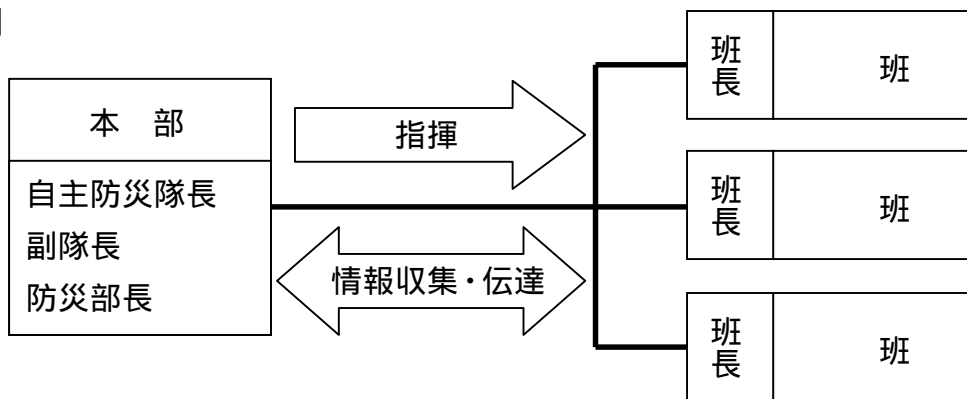 本 部
自主防災隊長
副隊長
防災部長
指揮
情報収集・伝達
班長 班
班長 班
班長 班